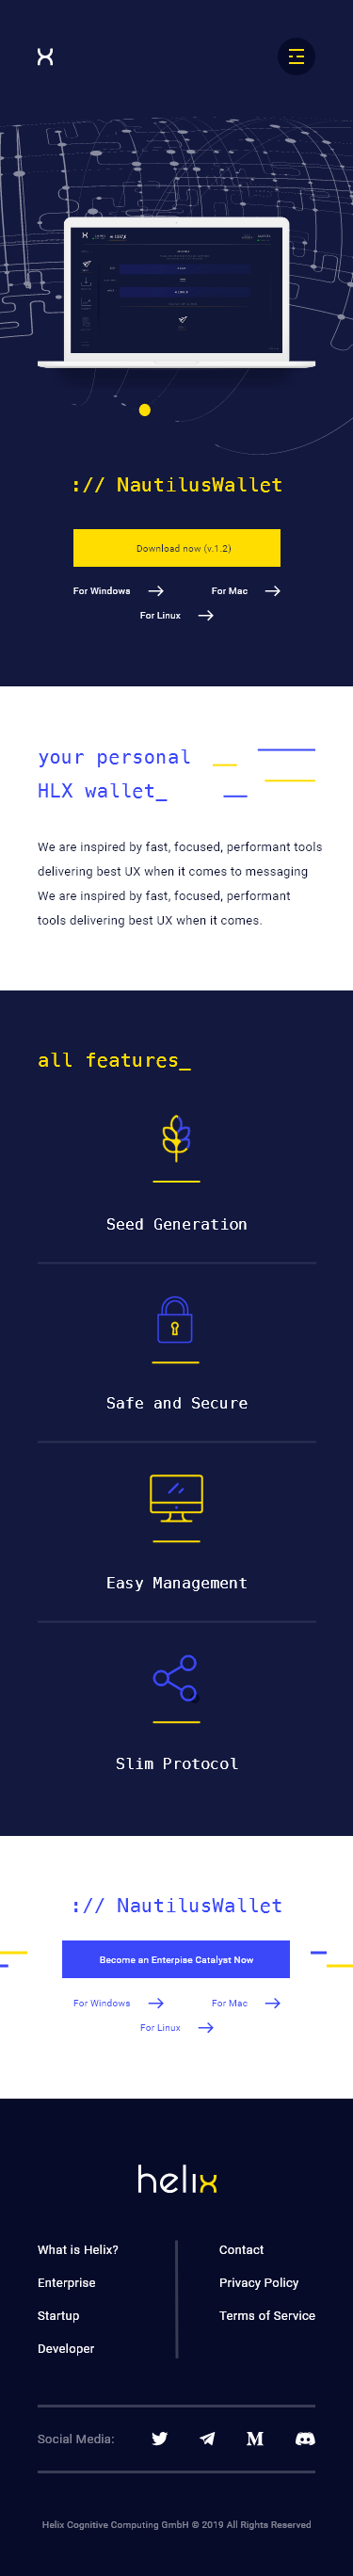 :// NautilusWallet
Download now (v.1.2)
For Windows
For Mac
For Linux
your personal
HLX wallet_
We are inspired by fast, focused, performant tools
delivering best UX when it comes to messaging
We are inspired by fast, focused, performant
tools delivering best UX when it comes.
all features_
Seed Generation
Safe and Secure
Easy Management
Slim Protocol
:// NautilusWallet
Become an Enterpise Catalyst Now
For Windows
For Mac
For Linux
helix
What is Helix?
Enterprise
Startup
Developer
Contact
Privacy Policy
Terms of Service
Social Media:
Helix Cognitive Computing GmbH © 2019 All Rights Reserved